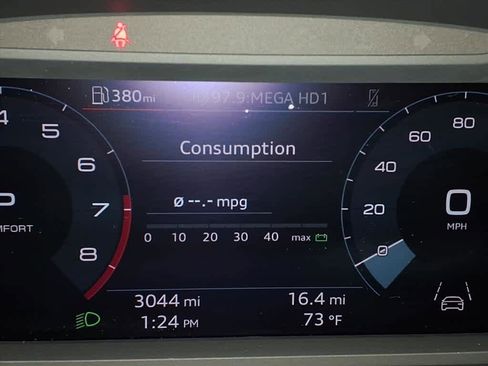 380mi
97.9:MEGA HD1
Consumption
ø --.- mpg
0 10 20 30 40 max
4
5
6
7
8
P
MFORT
80
60
40
20
0
0
MPH
3044 mi
16.4 mi
1:24 PM
73 °F